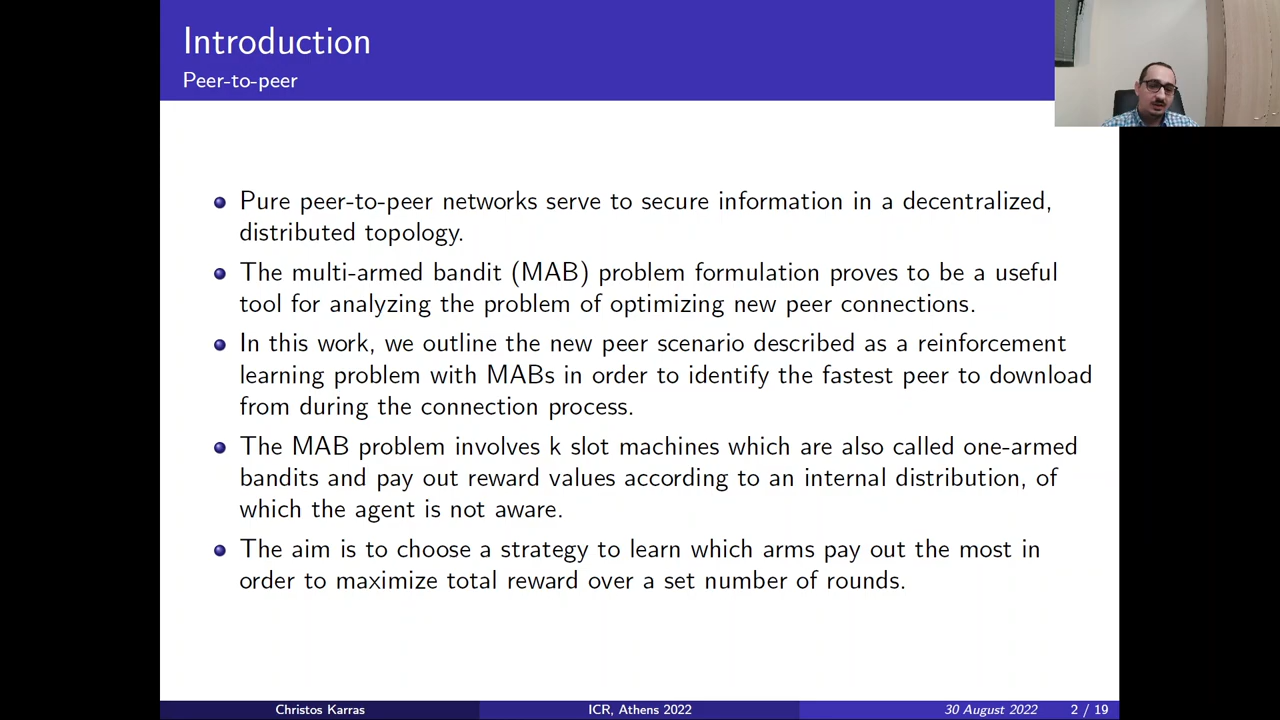 Introduction
Peer-to-peer
Pure peer-to-peer networks serve to secure information in a decentralized,
distributed topology.
The multi-armed bandit (MAB) problem formulation proves to be a useful
tool for analyzing the problem of optimizing new peer connections.
In this work, we outline the new peer scenario described as a reinforcement
learning problem with MABs in order to identify the fastest peer to download
from during the connection process.
The MAB problem involves k slot machines which are also called one-armed
bandits and pay out reward values according to an internal distribution, of
which the agent is not aware.
The aim is to choose a strategy to learn which arms pay out the most in
order to maximize total reward over a set number of rounds.
Christos Karras
ICR, Athens 2022
30 August 2022
2 / 19